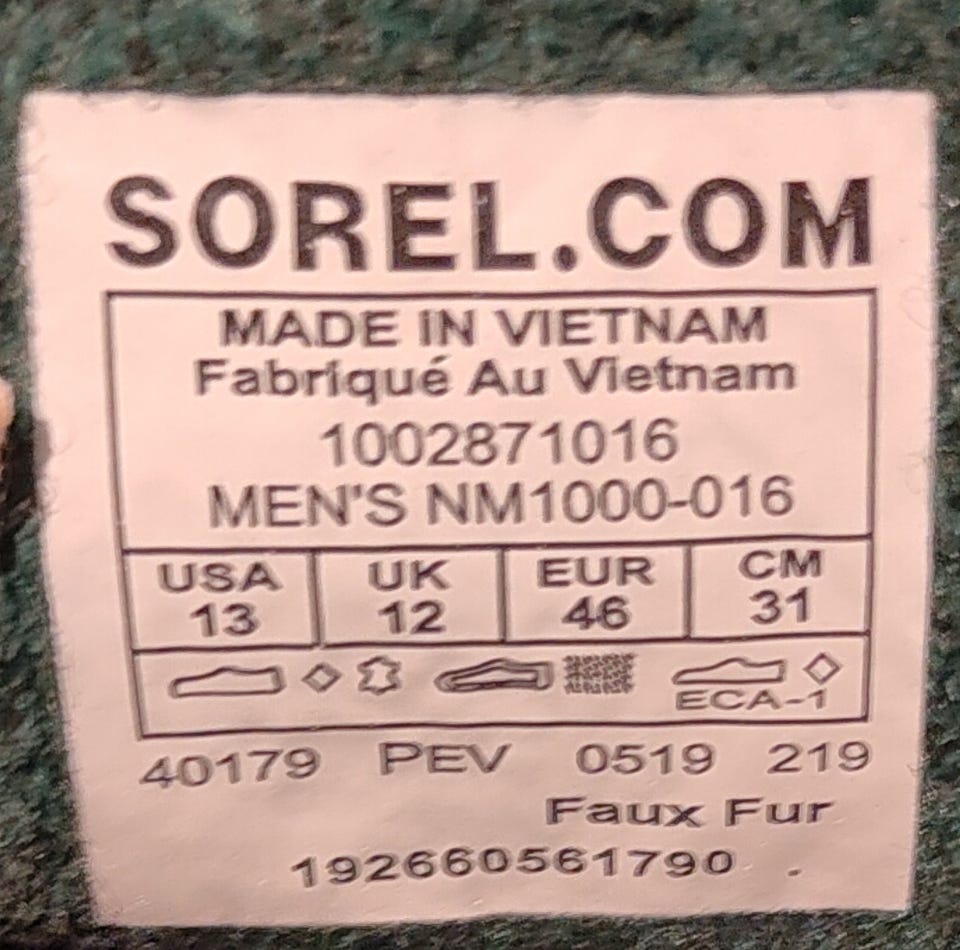 SOREL.COM
MADE IN VIETNAM
Fabriqué Au Vietnam
1002871016
MEN'S NM1000-016
USA UK EUR CM
13 12 46 31
ECA-1
40179 PEV 0519 219
Faux Fur
192660561790 .